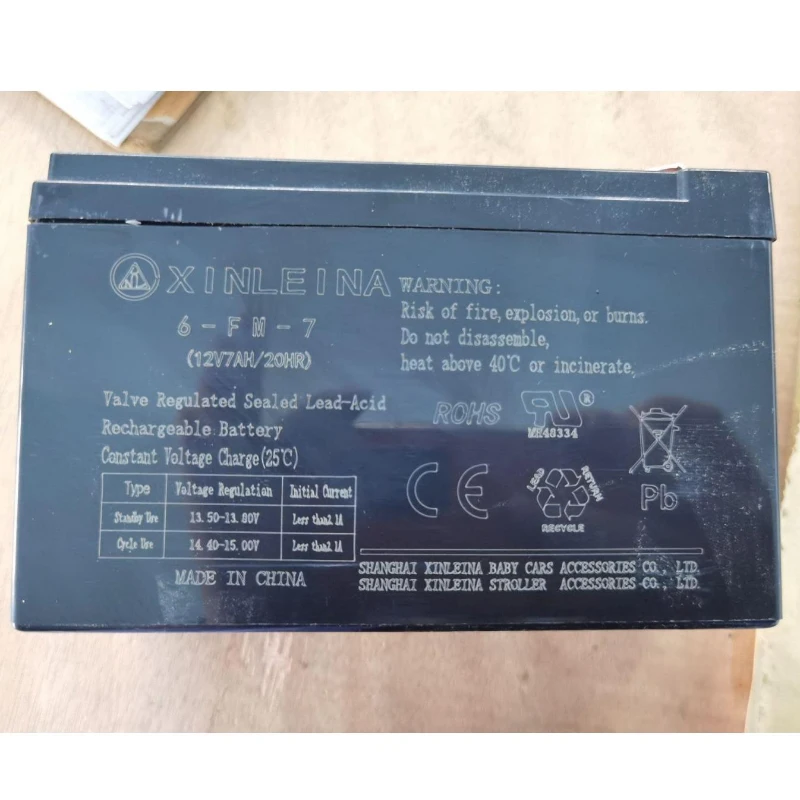 XINLEINA
6-FM-7
(12V7AH/20HR)
WARNING:
Risk of fire, explosion, or burns.
Do not disassemble,
heat above 40℃ or incinerate.
Valve Regulated Sealed Lead-Acid
Rechargeable Battery
Constant Voltage Charge(25℃)
Type Voltage Regulation Initial Current
Standby Use 13.50-13.80V Less than2.1A
Cycle Use 14.40-15.00V Less than2.1A
MADE IN CHINA
ROHS
RU®
MH48334
CE
LEAD RETURN
RECYCLE
Pb
SHANGHAI XINLEINA BABY CARS ACCESSORIES CO., LTD.
SHANGHAI XINLEINA STROLLER ACCESSORIES CO., LTD.